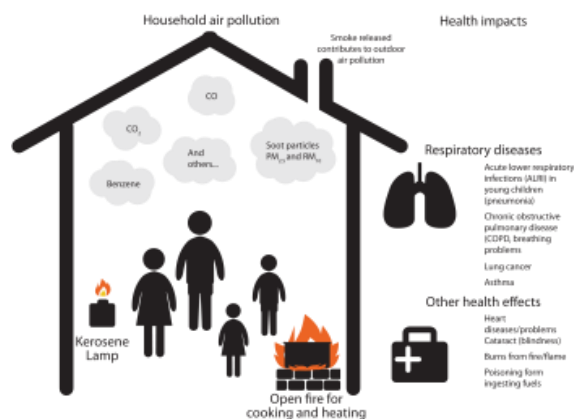 Household air pollution
Health impacts
Smoke released
contributes to outdoor
air pollution
CO
CO2
And
others...
Soot particles
PM2.5 and RM10
Benzene
Kerosene
Lamp
Open fire for
cooking and heating
Respiratory diseases
Acute lower respiratory
infections (ALRI) in
young children
(pneumonia)
Chronic obstructive
pulmonary disease
(COPD, breathing
problems
Lung cancer
Asthma
Other health effects
Heart
diseases/problems
Cataract (blindness)
Burns from fire/flame
Poisoning form
ingesting fuels